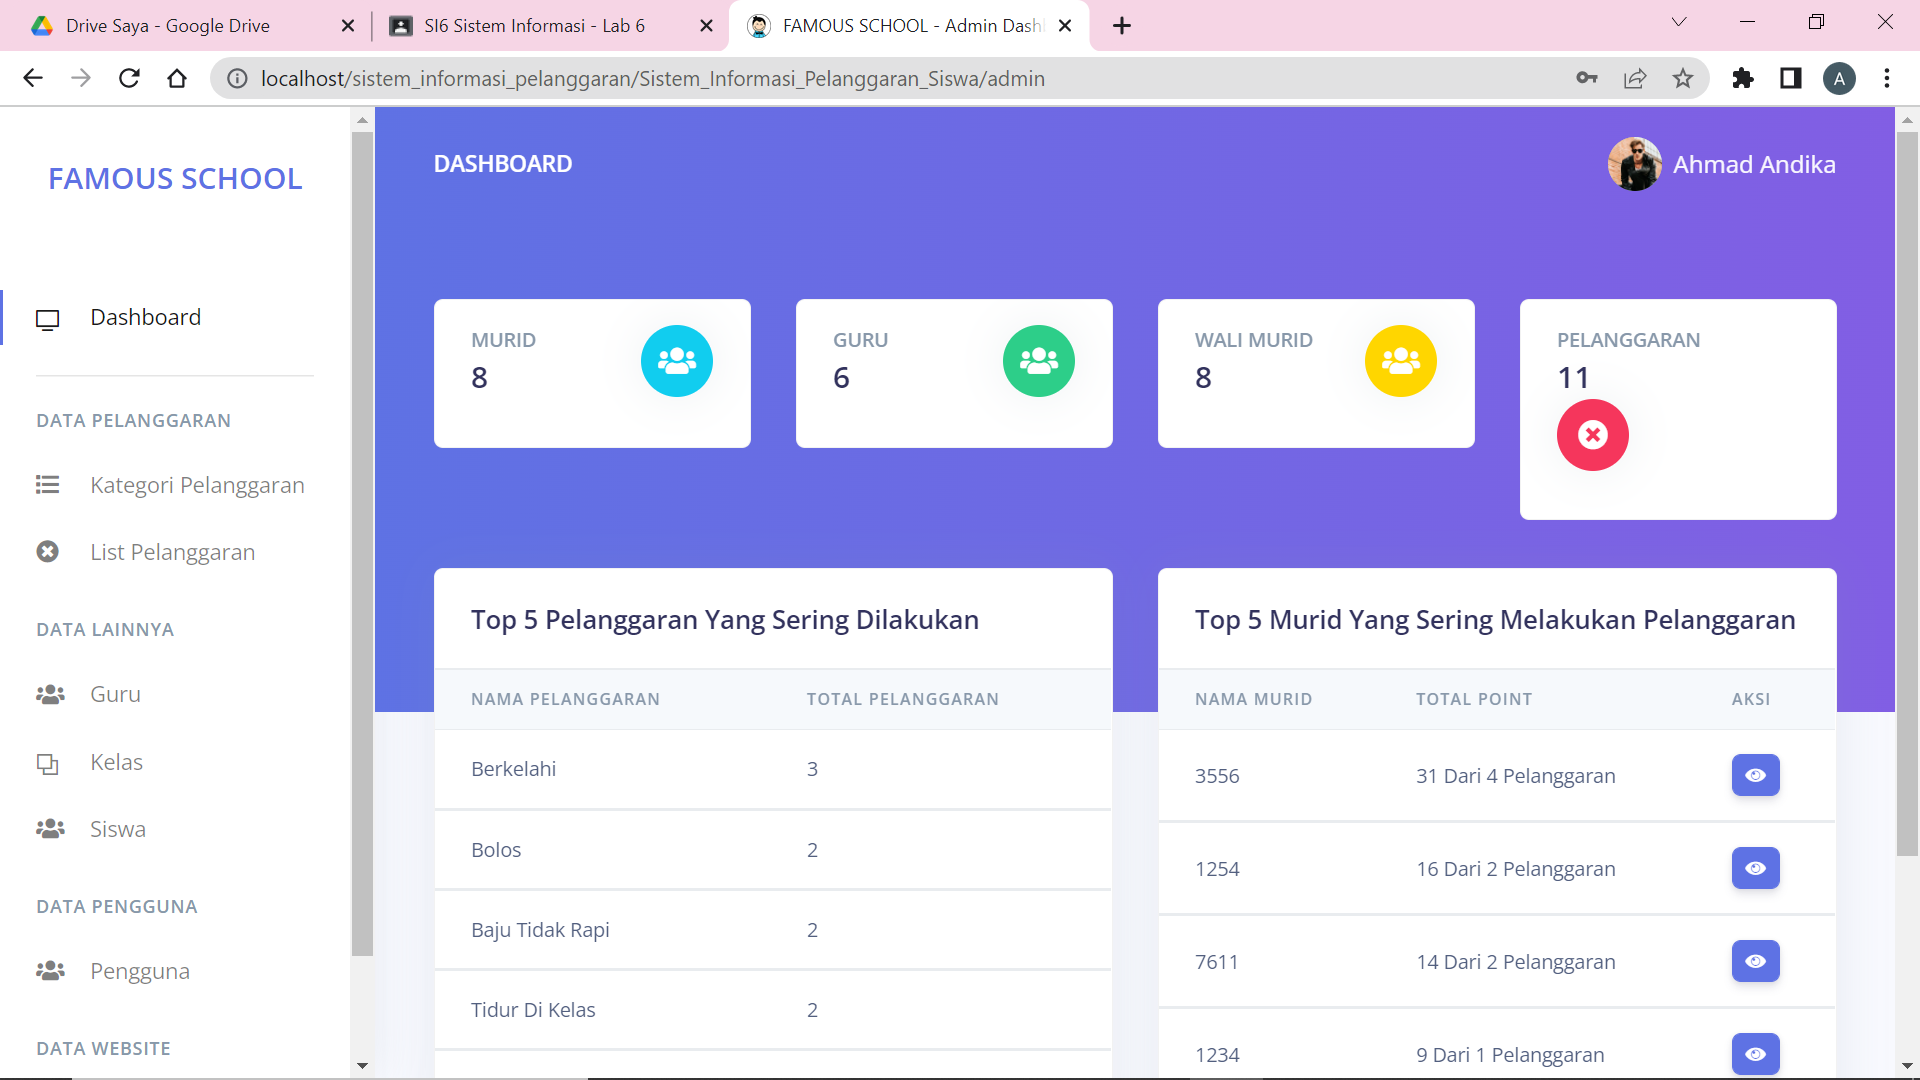 Drive Saya - Google Drive
SI6 Sistem Informasi - Lab 6
FAMOUS SCHOOL - Admin Dash
localhost/sistem_informasi_pelanggaran/Sistem_Informasi_Pelanggaran_Siswa/admin
A
FAMOUS SCHOOL
Dashboard
DATA PELANGGARAN
Kategori Pelanggaran
List Pelanggaran
DATA LAINNYA
Guru
Kelas
Siswa
DATA PENGGUNA
Pengguna
DATA WEBSITE
DASHBOARD
Ahmad Andika
MURID
8
GURU
6
WALI MURID
8
PELANGGARAN
11
Top 5 Pelanggaran Yang Sering Dilakukan
NAMA PELANGGARAN TOTAL PELANGGARAN
Berkelahi 3
Bolos 2
Baju Tidak Rapi 2
Tidur Di Kelas 2
Top 5 Murid Yang Sering Melakukan Pelanggaran
NAMA MURID TOTAL POINT AKSI
3556 31 Dari 4 Pelanggaran
1254 16 Dari 2 Pelanggaran
7611 14 Dari 2 Pelanggaran
1234 9 Dari 1 Pelanggaran